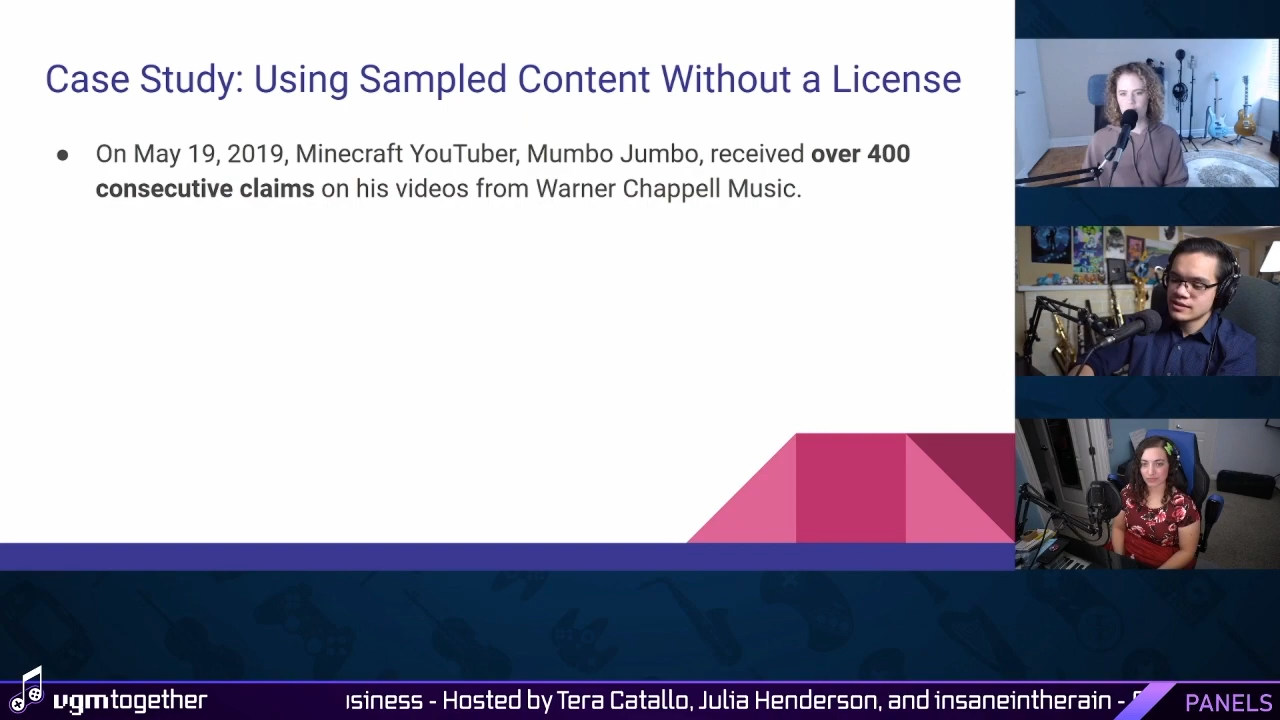 Case Study: Using Sampled Content Without a License
● On May 19, 2019, Minecraft YouTuber, Mumbo Jumbo, received over 400
consecutive claims on his videos from Warner Chappell Music.
vgmtogether
Hosted by Tera Catallo, Julia Henderson, and insaneintherain -
PANELS